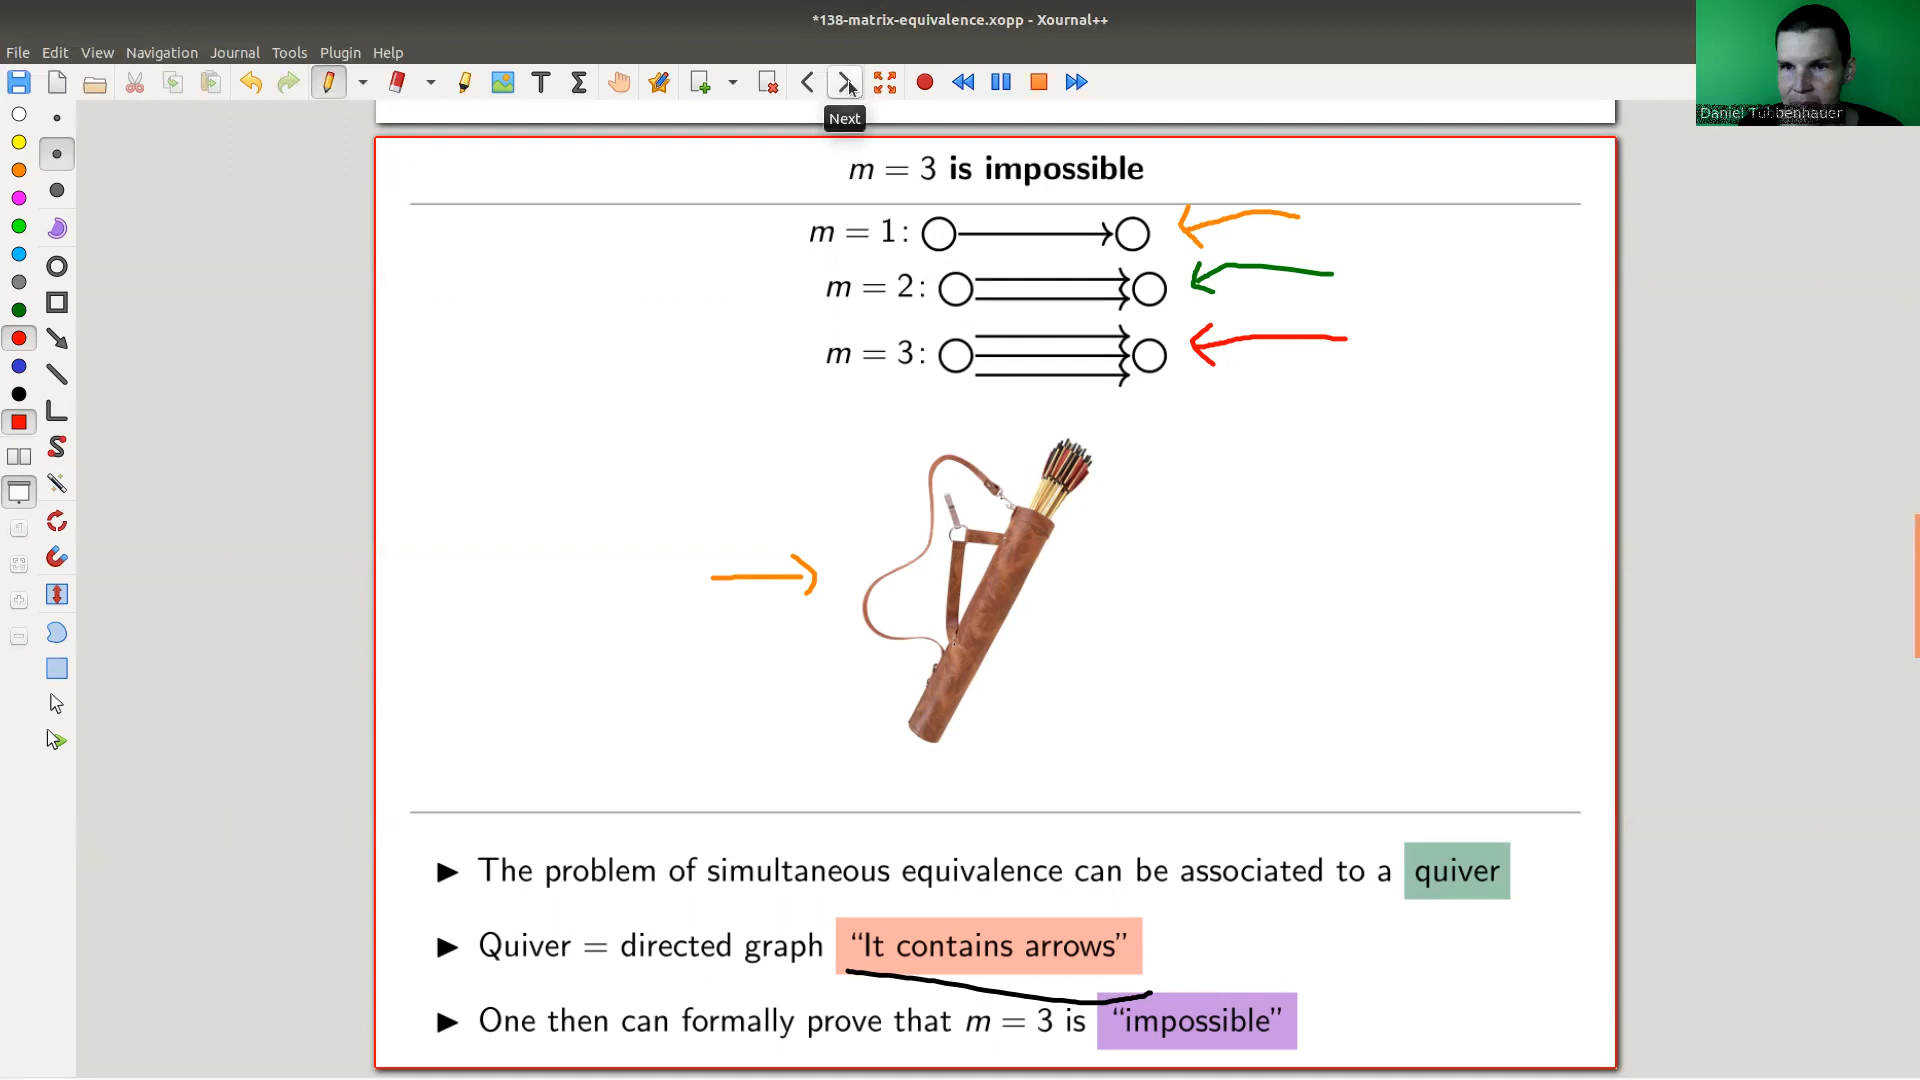 *138-matrix-equivalence.xopp - Xournal++
File Edit View Navigation Journal Tools Plugin Help
Next
Daniel Tubbenhauer
m = 3 is impossible
m = 1:
m = 2:
m = 3:
► The problem of simultaneous equivalence can be associated to a quiver
► Quiver = directed graph “It contains arrows”
► One then can formally prove that m = 3 is “impossible”